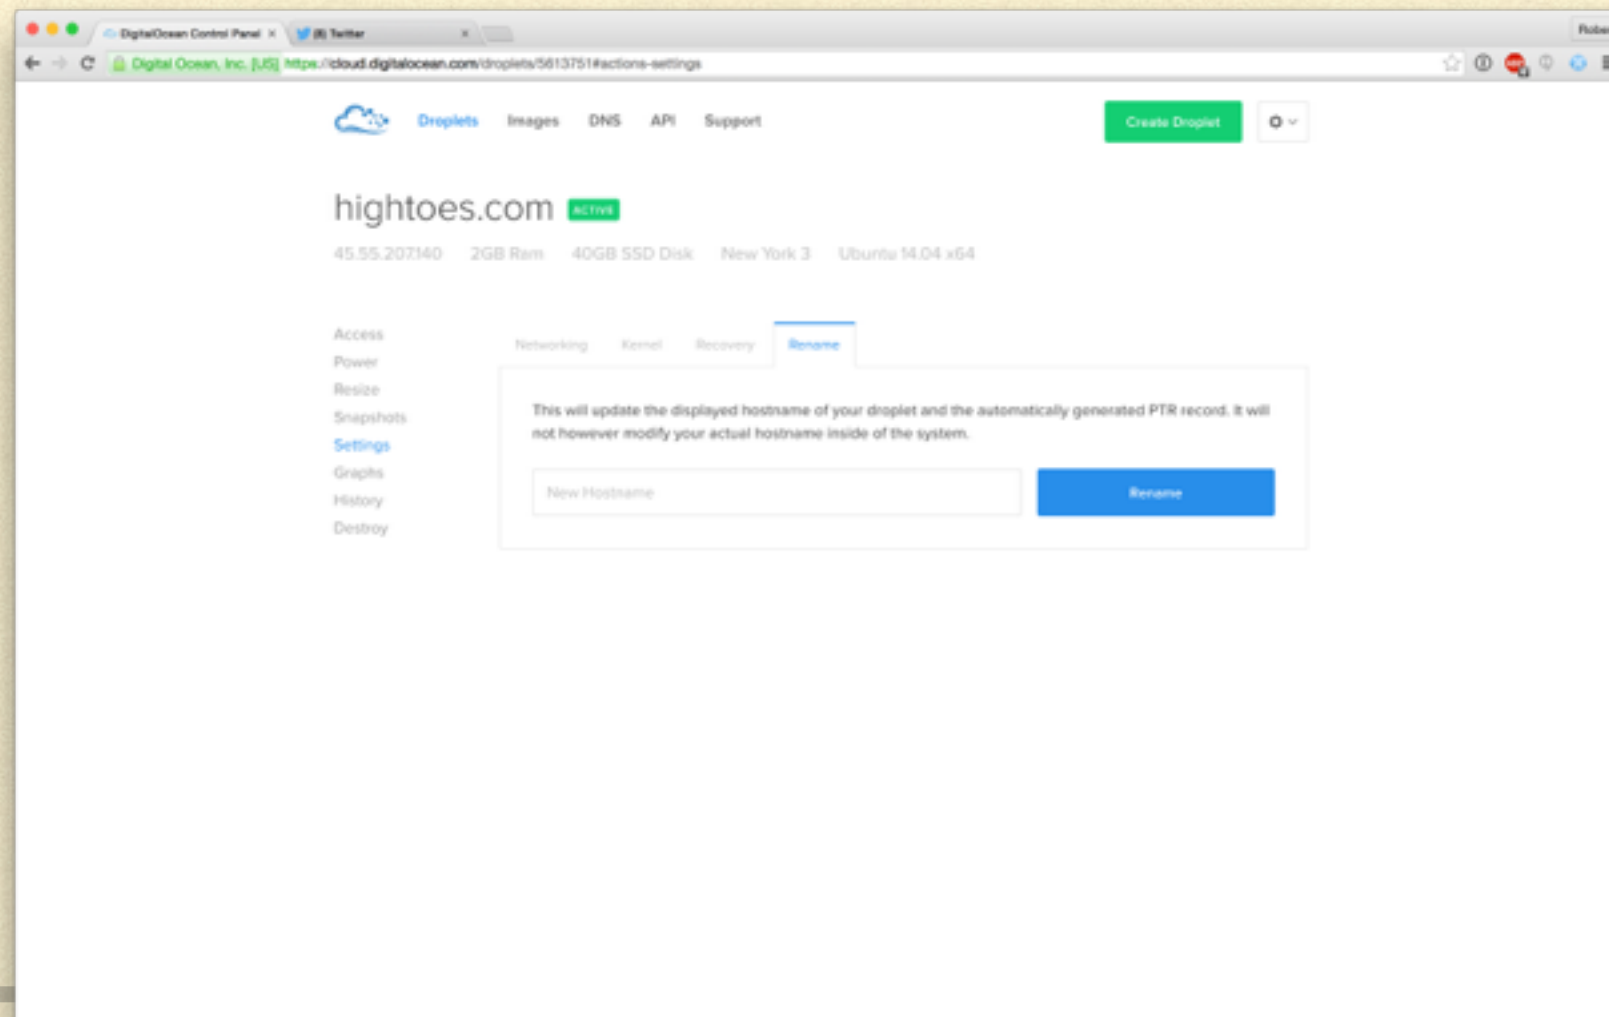 DigitalOcean Control Panel
(8) Twitter
Digital Ocean, Inc. [US] https://cloud.digitalocean.com/droplets/5613751#actions-settings
Droplets Images DNS API Support Create Droplet
hightoes.com ACTIVE
45.55.207.140 2GB Ram 40GB SSD Disk New York 3 Ubuntu 14.04 x64
Access
Power
Resize
Snapshots
Settings
Graphs
History
Destroy
Networking Kernel Recovery Rename
This will update the displayed hostname of your droplet and the automatically generated PTR record. It will
not however modify your actual hostname inside of the system.
New Hostname Rename